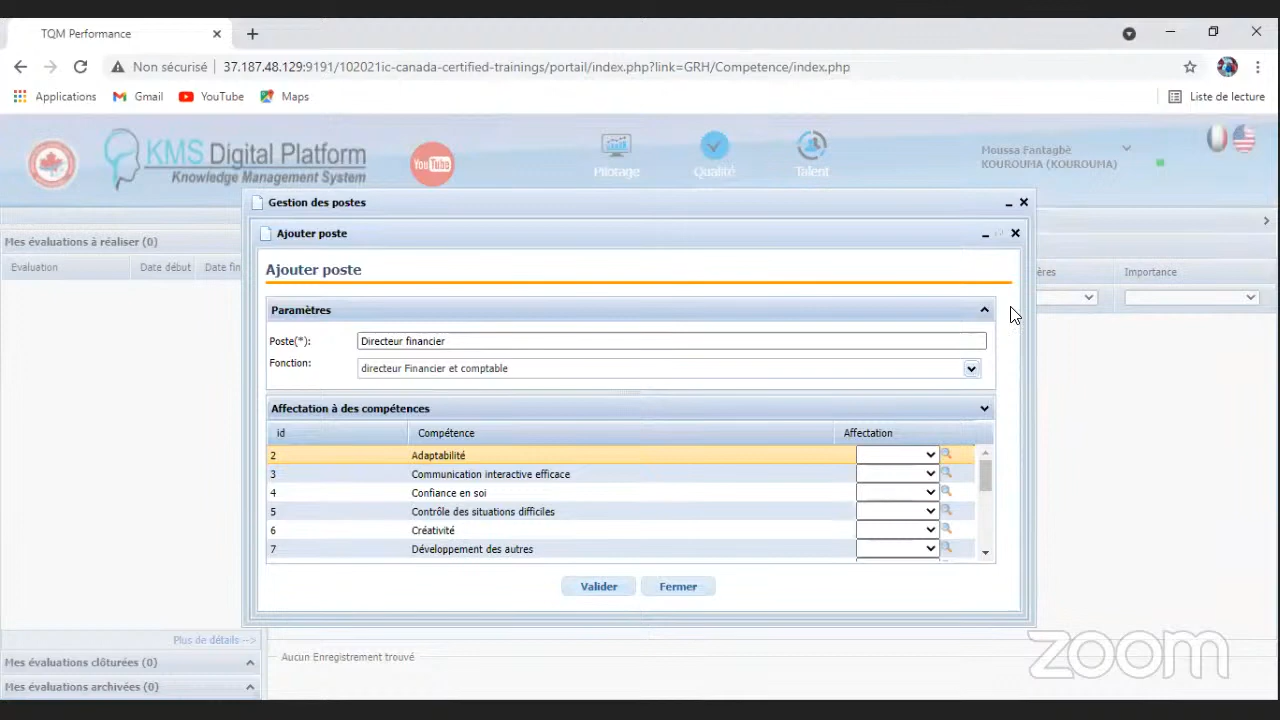 TQM Performance
Non sécurisé 37.187.48.129:9191/102021ic-canada-certified-trainings/portail/index.php?link=GRH/Competence/index.php
Applications Gmail YouTube Maps Liste de lecture
KMS Digital Platform
Knowledge Management System
YouTube
Pilotage
Qualité
Talent
Moussa Fantagbè
KOUROUMA (KOUROUMA)
Gestion des postes
Ajouter poste
Mes évaluations à réaliser (0)
Evaluation Date début Date fin
ères Importance
Ajouter poste
Paramètres
Poste(*): Directeur financier
Fonction: directeur Financier et comptable
Affectation à des compétences
id Compétence Affectation
2 Adaptabilité
3 Communication interactive efficace
4 Confiance en soi
5 Contrôle des situations difficiles
6 Créativité
7 Développement des autres
Valider Fermer
Plus de détails -->
Mes évaluations clôturées (0)
Mes évaluations archivées (0)
Aucun Enregistrement trouvé
zoom